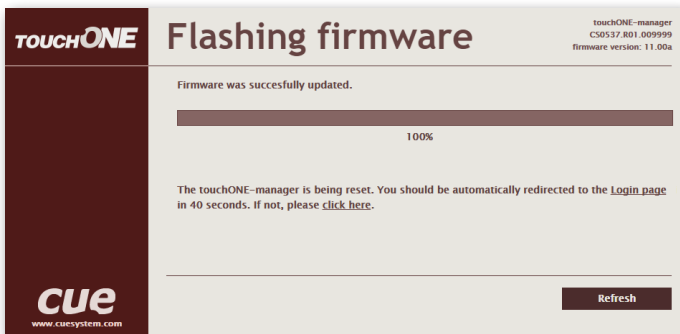 TOUCHONE
Flashing firmware
touchONE-manager
CS0537.R01.009999
firmware version: 11.00a
Firmware was succesfully updated.
100%
The touchONE-manager is being reset. You should be automatically redirected to the Login page
in 40 seconds. If not, please click here.
Refresh
cue
www.cuesystem.com